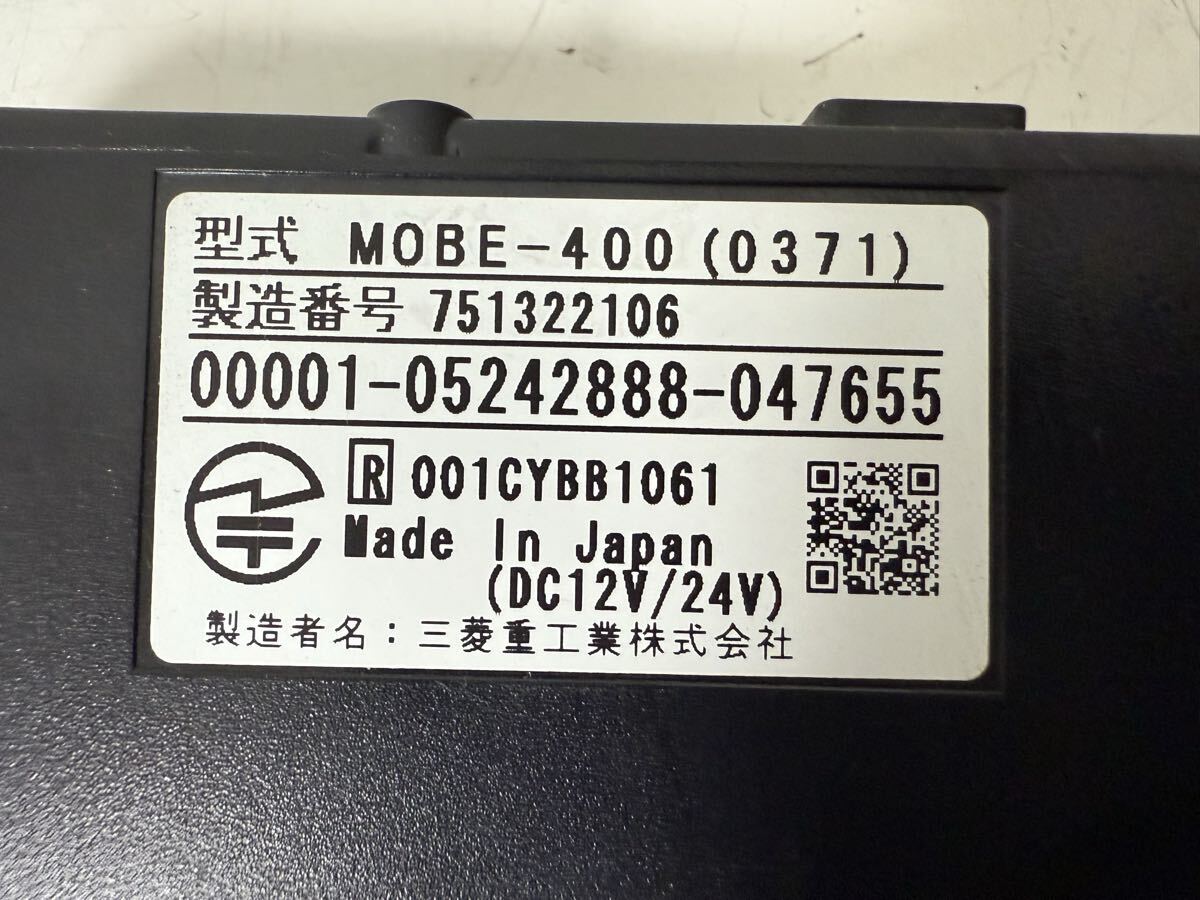 型式 MOBE-400(0371)
製造番号 751322106
00001-05242888-047655
R 001CYBB1061
Made In Japan
(DC12V/24V)
製造者名：三菱重工業株式会社